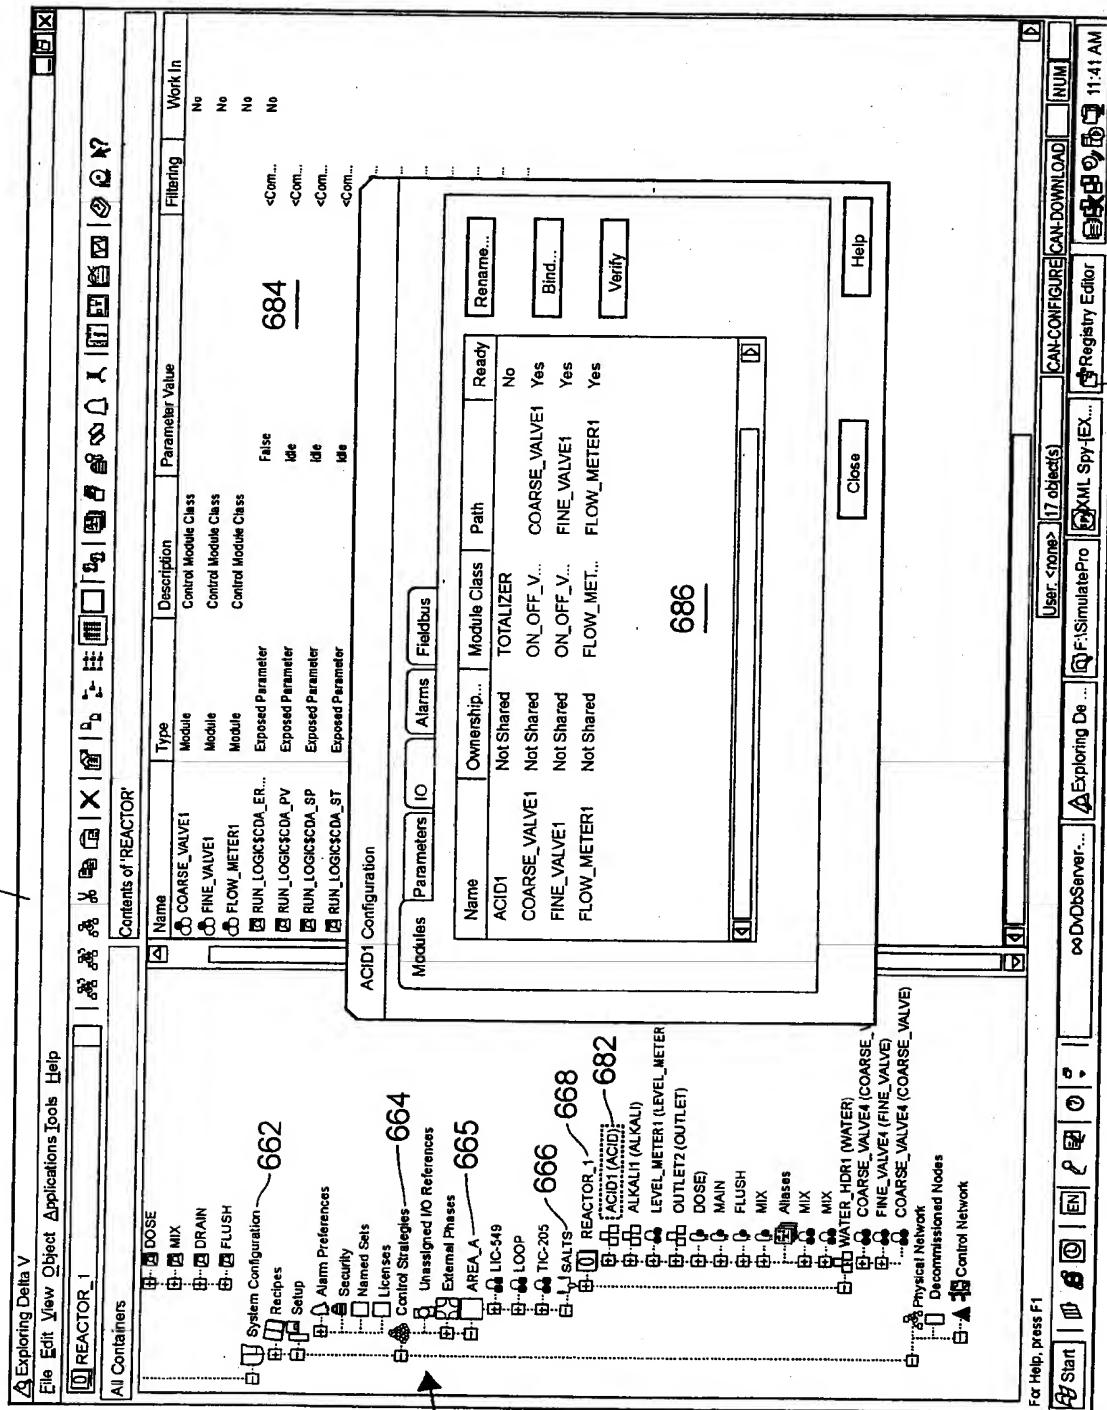 Exploring Delta V
File Edit View Object Applications Tools Help
REACTOR_1
All Containers
Contents of 'REACTOR'
DOSE
MIX
DRAIN
FLUSH
System Configuration
662
Recipes
Setup
Alarm Preferences
Security
Named Sets
Licenses
Control Strategies
664
Unassigned I/O References
External Phases
AREA_A
665
LIC-549
LOOP
TIC-205
666
SALTS
REACTOR_1
668
ACID1 (ACID)
682
ALKALI1 (ALKALI)
LEVEL_METER1 (LEVEL_METER
OUTLET2 (OUTLET)
DOSE)
MAIN
FLUSH
MIX
Aliases
MIX
MIX
WATER_HDR1 (WATER)
COARSE_VALVE4 (COARSE_V
FINE_VALVE4 (FINE_VALVE)
COARSE_VALVE4 (COARSE_VALVE)
Physical Network
Decommissioned Nodes
Control Network
Name Type Description Parameter Value Filtering Work In
COARSE_VALVE1 Module Control Module Class No
FINE_VALVE1 Module Control Module Class No
FLOW_METER1 Module Control Module Class No
RUN_LOGIC$CDA_ER... Exposed Parameter False <Com... No
RUN_LOGIC$CDA_PV Exposed Parameter Idle <Com...
RUN_LOGIC$CDA_SP Exposed Parameter Idle <Com...
RUN_LOGIC$CDA_ST Exposed Parameter Idle <Com...
684
ACID1 Configuration
Modules Parameters IO Alarms Fieldbus
Name Ownership... Module Class Path Ready
ACID1 Not Shared TOTALIZER No
COARSE_VALVE1 Not Shared ON_OFF_V... COARSE_VALVE1 Yes
FINE_VALVE1 Not Shared ON_OFF_V... FINE_VALVE1 Yes
FLOW_METER1 Not Shared FLOW_MET... FLOW_METER1 Yes
686
Rename...
Bind...
Verify
Close
Help
For Help, press F1
User: <none> 17 object(s) CAN-CONFIGURE CAN-DOWNLOAD NUM
Start EN DvDbServer-... Exploring De ... F:\SimulatePro XML Spy-[EX... Registry Editor 11:41 AM